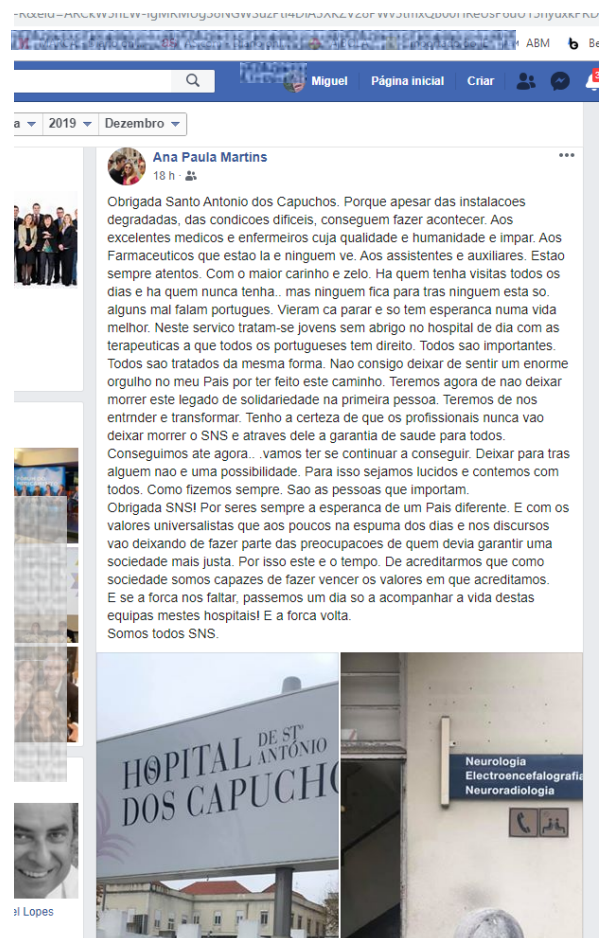 ABM
Miguel
Página inicial
Criar
2019
Dezembro
Ana Paula Martins
18 h
Obrigada Santo Antonio dos Capuchos. Porque apesar das instalacoes
degradadas, das condicoes dificeis, conseguem fazer acontecer. Aos
excelentes medicos e enfermeiros cuja qualidade e humanidade e impar. Aos
Farmaceuticos que estao la e ninguem ve. Aos assistentes e auxiliares. Estao
sempre atentos. Com o maior carinho e zelo. Ha quem tenha visitas todos os
dias e ha quem nunca tenha.. mas ninguem fica para tras ninguem esta so.
alguns mal falam portugues. Vieram ca parar e so tem esperanca numa vida
melhor. Neste servico tratam-se jovens sem abrigo no hospital de dia com as
terapeuticas a que todos os portugueses tem direito. Todos sao importantes.
Todos sao tratados da mesma forma. Nao consigo deixar de sentir um enorme
orgulho no meu Pais por ter feito este caminho. Teremos agora de nao deixar
morrer este legado de solidariedade na primeira pessoa. Teremos de nos
entrnder e transformar. Tenho a certeza de que os profissionais nunca vao
deixar morrer o SNS e atraves dele a garantia de saude para todos.
Conseguimos ate agora.. .vamos ter se continuar a conseguir. Deixar para tras
alguem nao e uma possibilidade. Para isso sejamos lucidos e contemos com
todos. Como fizemos sempre. Sao as pessoas que importam.
Obrigada SNS! Por seres sempre a esperanca de um Pais diferente. E com os
valores universalistas que aos poucos na espuma dos dias e nos discursos
vao deixando de fazer parte das preocupacoes de quem devia garantir uma
sociedade mais justa. Por isso este e o tempo. De acreditarmos que como
sociedade somos capazes de fazer vencer os valores em que acreditamos.
E se a forca nos faltar, passemos um dia so a acompanhar a vida destas
equipas mestes hospitais! E a forca volta.
Somos todos SNS.
HOSPITAL DE STº ANTÓNIO
DOS CAPUCHO
Neurologia
Electroencefalografia
Neuroradiologia
el Lopes